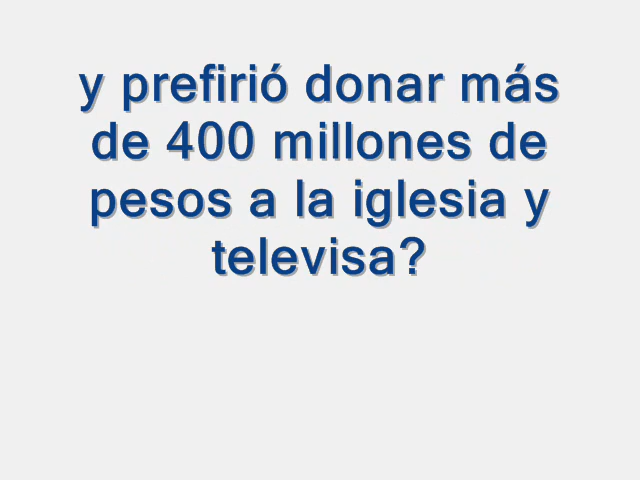 y prefirió donar más
de 400 millones de
pesos a la iglesia y
televisa?